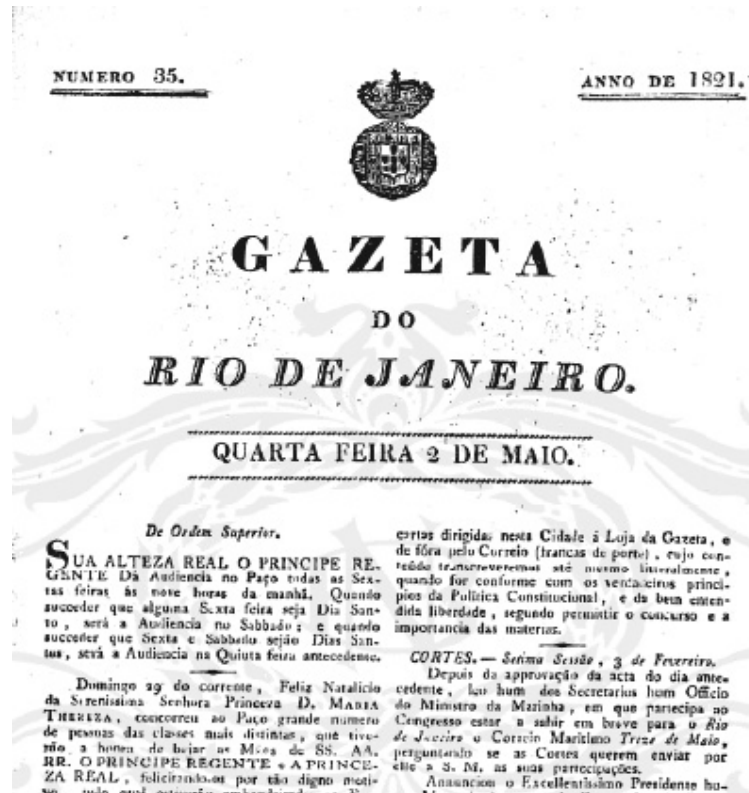 NUMERO 35.
ANNO DE 1821.
GAZETA
DO
RIO DE JANEIRO.
QUARTA FEIRA 2 DE MAIO.
De Ordem Superior.
SUA ALTEZA REAL O PRINCIPE RE-
GENTE Dá Audiencia no Paço todas as Sex-
tas feiras ás nove horas da manhã. Quando
succeder que alguma Sexta feira seja Dia San-
to, será a Audiencia no Sabbado; e quando
succeder que Sexta e Sabbado sejão Dias San-
tos, será a Audiencia na Quinta feira antecedente.
Domingo 29 do corrente, Feliz Natalicio
da Serenissima Senhora Princeza D. MARIA
THEREZA, concorreu ao Paço grande numero
de pessoas das classes mais distintas, que tive-
rão a honra de bejar as Mãos de SS. AA.
RR. O PRINCIPE REGENTE e A PRINCE-
ZA REAL, felicitando-os por tão digno moti-
cartas dirigidas nesta Cidade á Loja da Gazeta, e
de fóra pelo Correio (francas de porte), cujo con-
teúdo transcreveremos até mesmo litteralmente,
quando for conforme com os verdadeiros princi-
pios da Politica Constitucional, e da bem enten-
dida liberdade, segundo permittir o concurso e a
importancia das materias.
CORTES. — Setima Sessão, 3 de Fevereiro.
Depois da approvação da acta do dia ante-
cedente, leu hum dos Secretarios hum Officio
do Ministro da Marinha, em que participa ao
Congresso estar a sahir em breve para o Rio
de Janeiro o Correio Maritimo Treze de Maio,
perguntando se as Cortes querem enviar por
elle a S. M. as suas participações.
Annunciou o Excellentissimo Presidente hu-